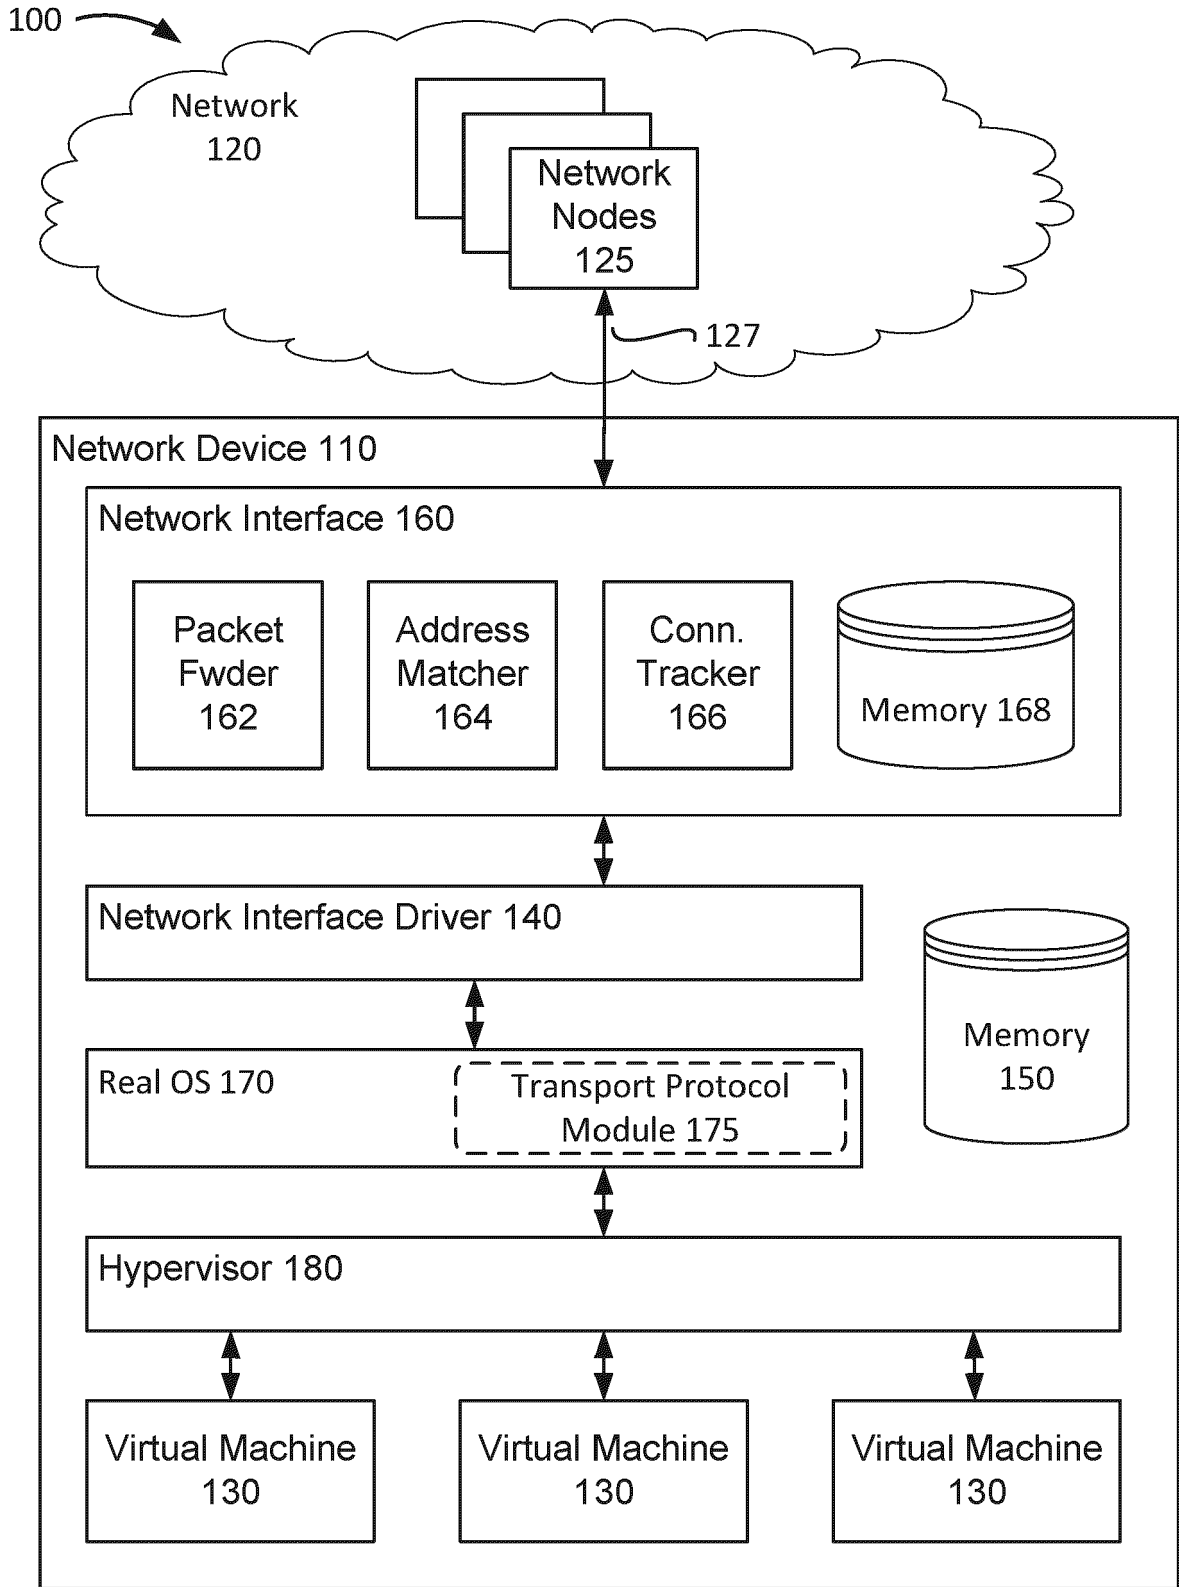 100
Network
120
Network
Nodes
125
127
Network Device 110
Network Interface 160
Packet
Fwder
162
Address
Matcher
164
Conn.
Tracker
166
Memory 168
Network Interface Driver 140
Memory
150
Real OS 170
Transport Protocol
Module 175
Hypervisor 180
Virtual Machine
130
Virtual Machine
130
Virtual Machine
130